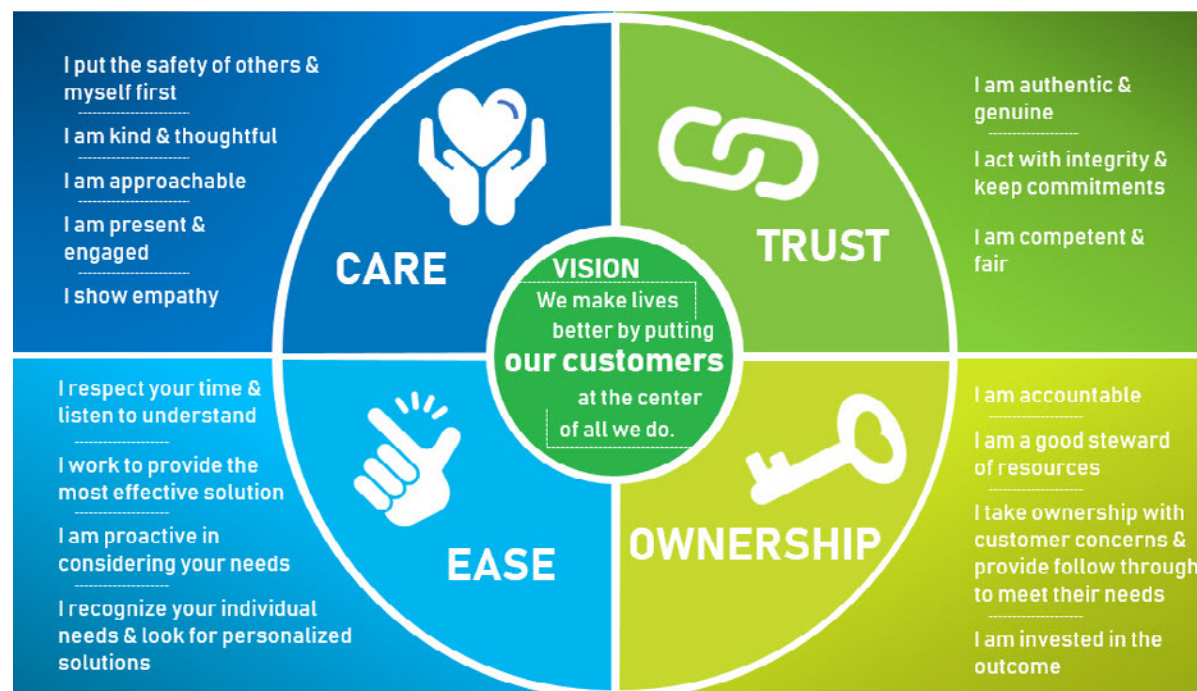 I put the safety of others &
myself first
I am kind & thoughtful
I am approachable
I am present &
engaged
I show empathy
CARE
TRUST
I am authentic &
genuine
I act with integrity &
keep commitments
I am competent &
fair
VISION
We make lives
better by putting
our customers
at the center
of all we do.
I respect your time &
listen to understand
I work to provide the
most effective solution
I am proactive in
considering your needs
I recognize your individual
needs & look for personalized
solutions
EASE
OWNERSHIP
I am accountable
I am a good steward
of resources
I take ownership with
customer concerns &
provide follow through
to meet their needs
I am invested in the
outcome